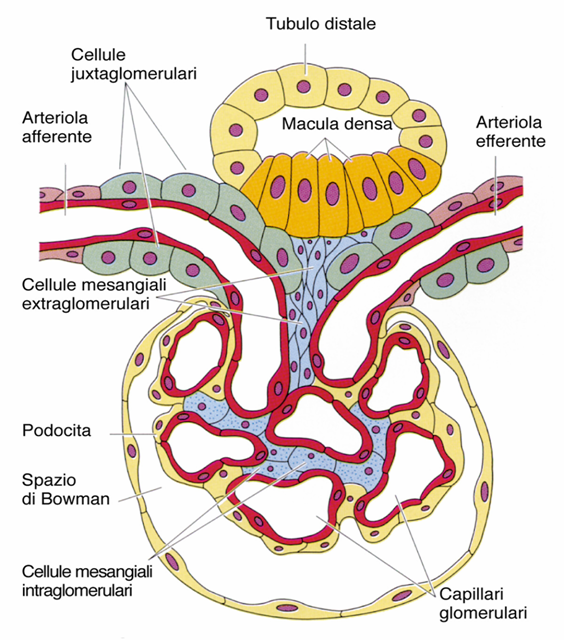 Tubulo distale
Cellule
juxtaglomerulari
Arteriola
afferente
Macula densa
Arteriola
efferente
Cellule mesangiali
extraglomerulari
Podocita
Spazio
di Bowman
Cellule mesangiali
intraglomerulari
Capillari
glomerulari